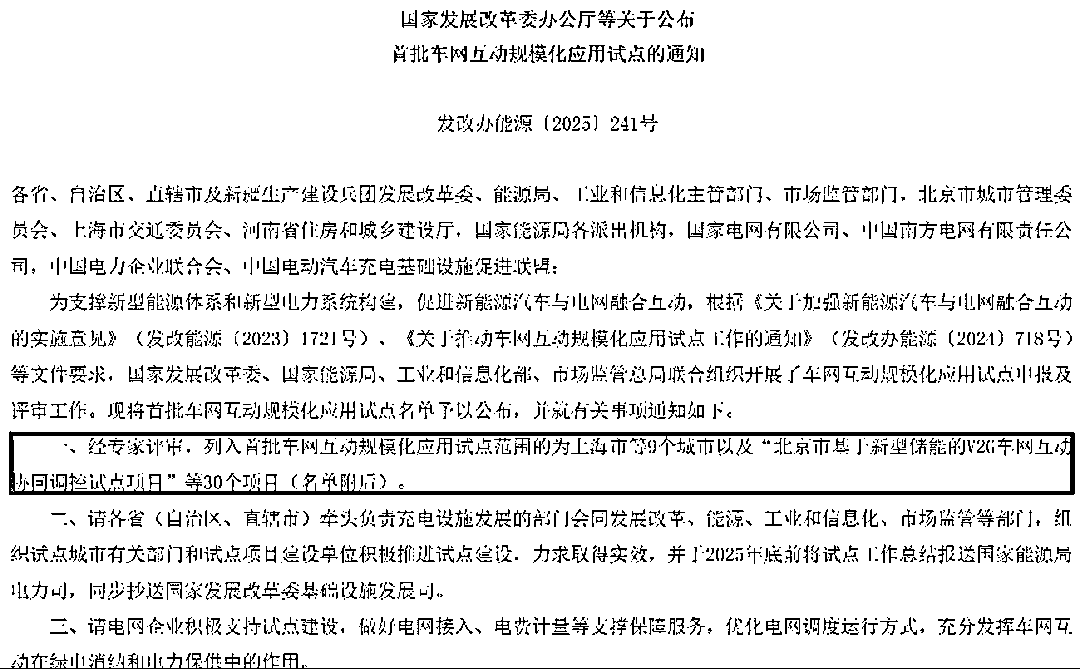 国家发展改革委办公厅等关于公布
首批车网互动规模化应用试点的通知
发改办能源〔2025〕241号
各省、自治区、直辖市及新疆生产建设兵团发展改革委、能源局、工业和信息化主管部门、市场监管部门，北京市城市管理委
员会、上海市交通委员会、河南省住房和城乡建设厅，国家能源局各派出机构，国家电网有限公司、中国南方电网有限责任公
司，中国电力企业联合会、中国电动汽车充电基础设施促进联盟：
为支撑新型能源体系和新型电力系统构建，促进新能源汽车与电网融合互动，根据《关于加强新能源汽车与电网融合互动
的实施意见》（发改能源〔2023〕1721号）、《关于推动车网互动规模化应用试点工作的通知》（发改办能源〔2024〕718号）
等文件要求，国家发展改革委、国家能源局、工业和信息化部、市场监管总局联合组织开展了车网互动规模化应用试点申报及
评审工作。现将首批车网互动规模化应用试点名单予以公布，并就有关事项通知如下。
一、经专家评审，列入首批车网互动规模化应用试点范围的为上海市等9个城市以及“北京市基于新型储能的V2G车网互动
协同调控试点项目”等30个项目（名单附后）。
二、请各省（自治区、直辖市）牵头负责充电设施发展的部门会同发展改革、能源、工业和信息化、市场监管等部门，组
织试点城市有关部门和试点项目建设单位积极推进试点建设，力求取得实效，并于2025年底前将试点工作总结报送国家能源局
电力司，同步抄送国家发展改革委基础设施发展司。
三、请电网企业积极支持试点建设，做好电网接入、电费计量等支撑保障服务，优化电网调度运行方式，充分发挥车网互
动在绿电消纳和电力保供中的作用。